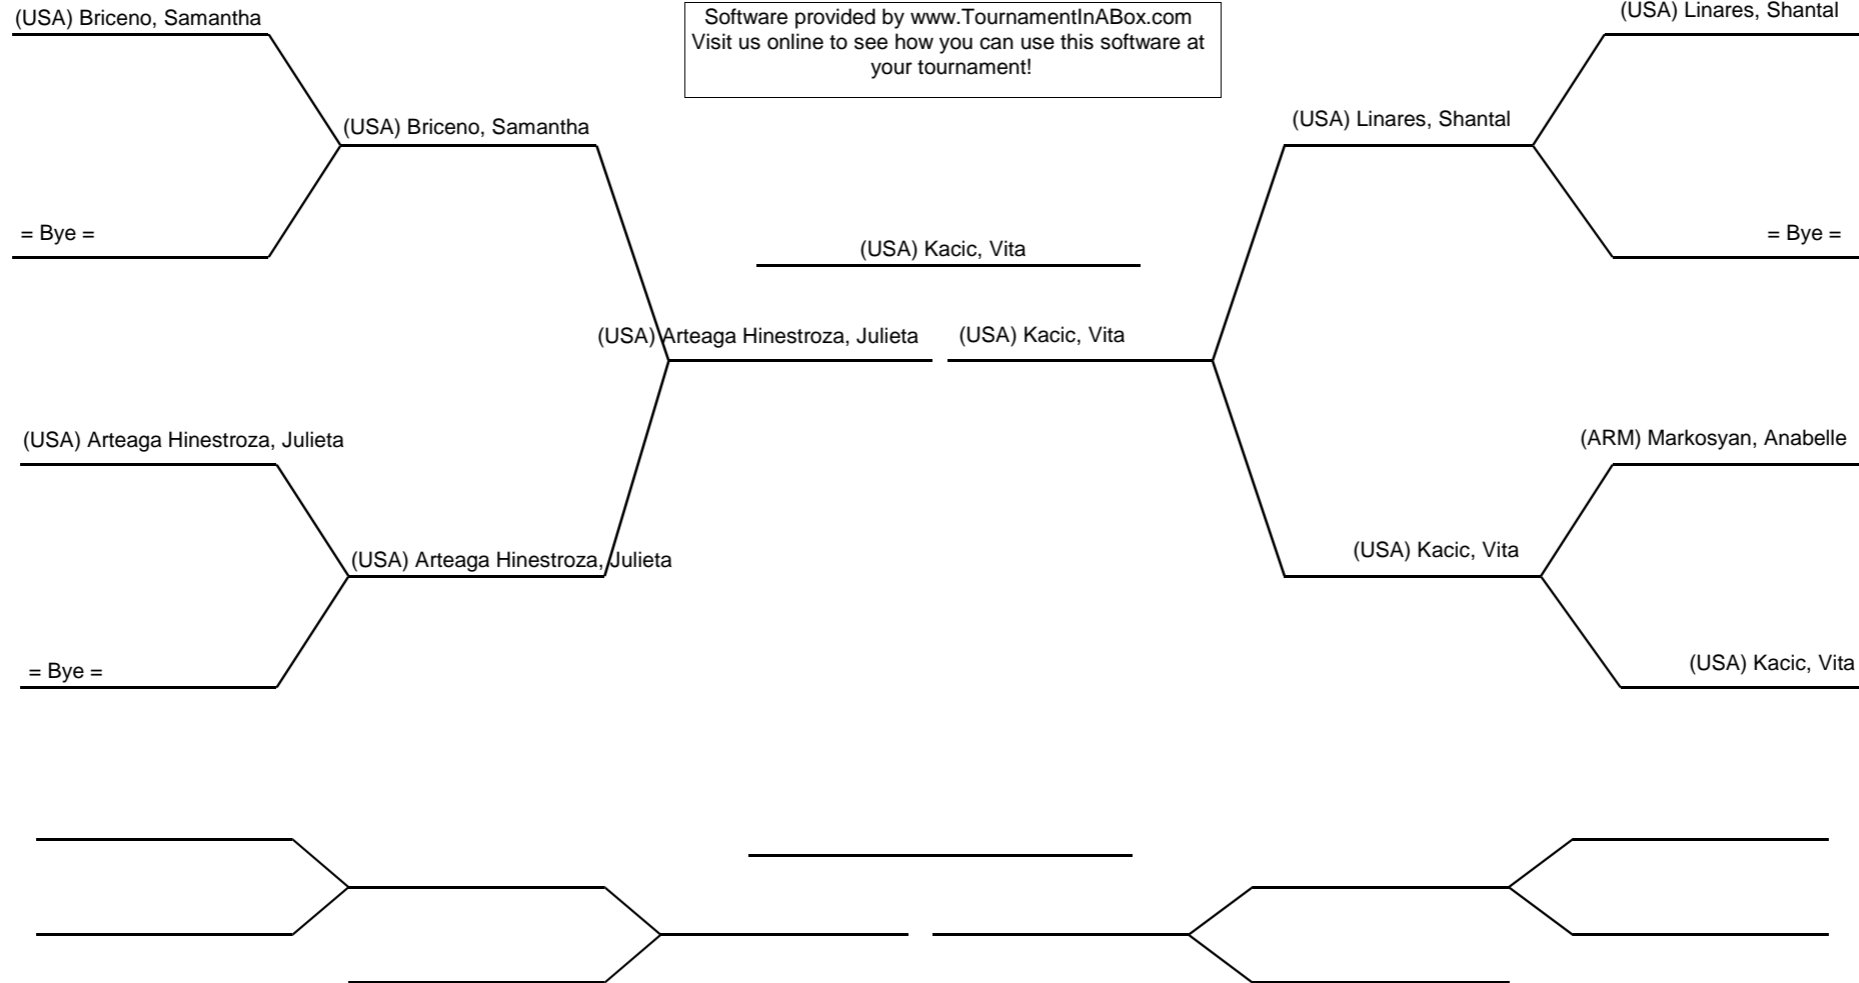 (USA) Briceno, Samantha
Software provided by www.TournamentInABox.com
Visit us online to see how you can use this software at
your tournament!
(USA) Linares, Shantal
(USA) Briceno, Samantha
(USA) Linares, Shantal
= Bye =
= Bye =
(USA) Kacic, Vita
(USA) Arteaga Hinestroza, Julieta
(USA) Kacic, Vita
(USA) Arteaga Hinestroza, Julieta
(ARM) Markosyan, Anabelle
(USA) Arteaga Hinestroza, Julieta
(USA) Kacic, Vita
= Bye =
(USA) Kacic, Vita